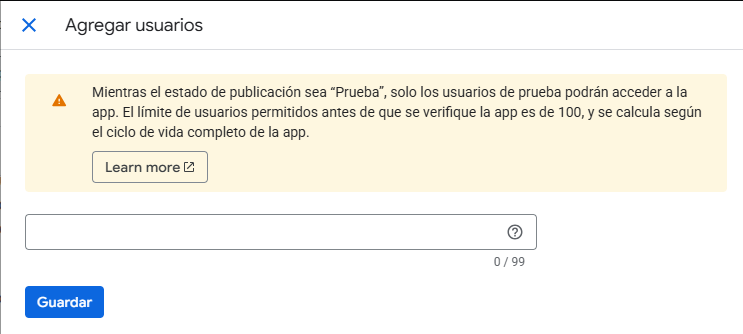 Agregar usuarios
Mientras el estado de publicación sea “Prueba”, solo los usuarios de prueba podrán acceder a la
app. El límite de usuarios permitidos antes de que se verifique la app es de 100, y se calcula según
el ciclo de vida completo de la app.
Learn more
0 / 99
Guardar